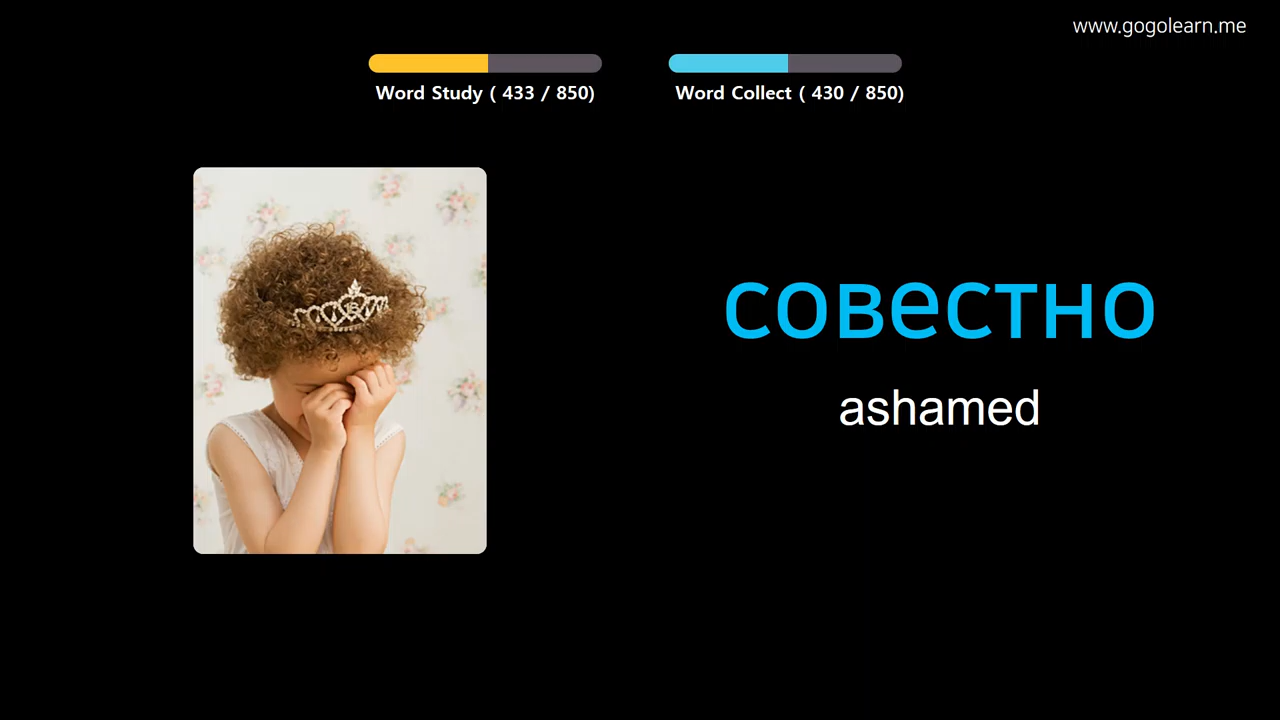 www.gogolearn.me
Word Study ( 433 / 850)
Word Collect ( 430 / 850)
совестно
ashamed